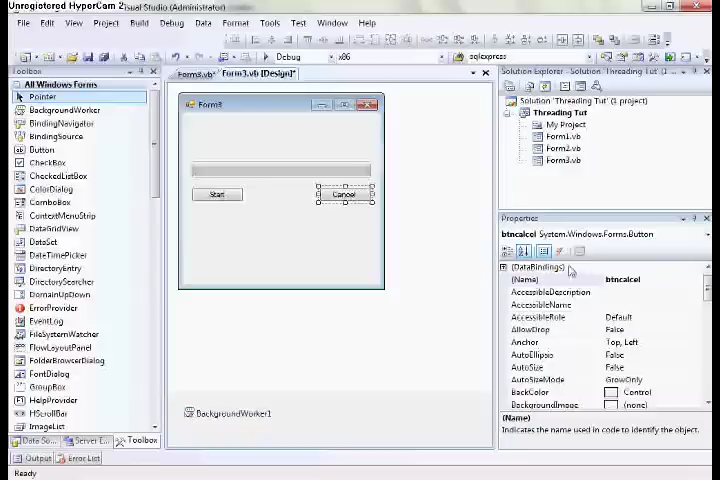 Unregistered HyperCam 2
Visual Studio (Administrator)
File Edit View Project Build Debug Data Format Tools Test Window Help
Debug x86 sqlexpress
Toolbox
All Windows Forms
Pointer
BackgroundWorker
BindingNavigator
BindingSource
Button
CheckBox
CheckedListBox
ColorDialog
ComboBox
ContextMenuStrip
DataGridView
DataSet
DateTimePicker
DirectoryEntry
DirectorySearcher
DomainUpDown
ErrorProvider
EventLog
FileSystemWatcher
FlowLayoutPanel
FolderBrowserDialog
FontDialog
GroupBox
HelpProvider
HScrollBar
ImageList
Data So... Server E... Toolbox
Output Error List
Ready
Form3.vb* Form3.vb [Design]*
Form3
Start Cancel
BackgroundWorker1
Solution Explorer - Threading Tut
Solution 'Threading Tut' (1 project)
Threading Tut
My Project
Form1.vb
Form2.vb
Form3.vb
Properties
btncalcel System.Windows.Forms.Button
(DataBindings)
(Name) btncalcel
AccessibleDescription
AccessibleName
AccessibleRole Default
AllowDrop False
Anchor Top, Left
AutoEllipsis False
AutoSize False
AutoSizeMode GrowOnly
BackColor Control
BackgroundImage (none)
(Name)
Indicates the name used in code to identify the object.